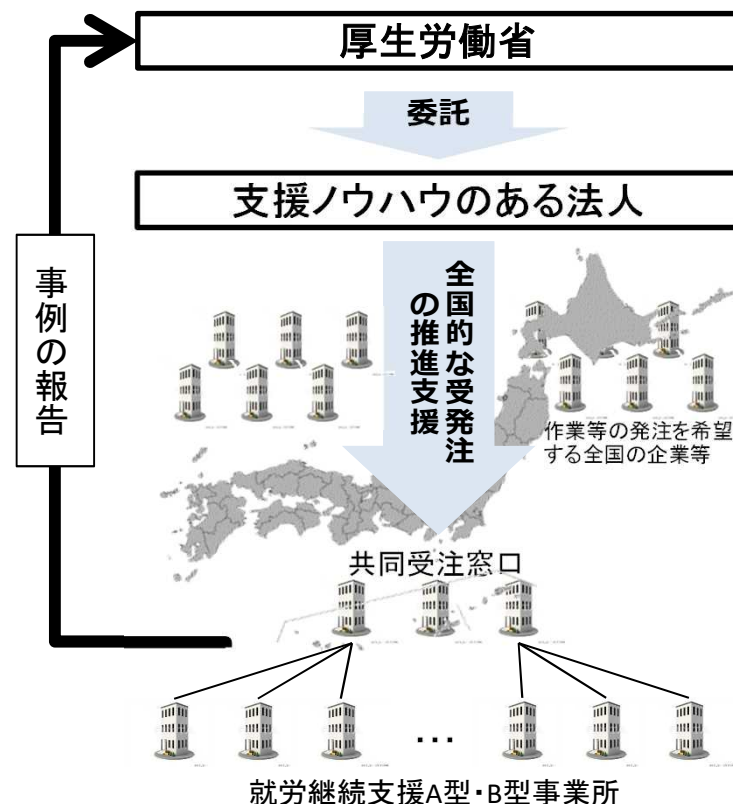 厚生労働省
委託
支援ノウハウのある法人
事例の報告
全国的な受発注
の推進支援
作業等の発注を希望
する全国の企業等
共同受注窓口
…
就労継続支援A型・B型事業所